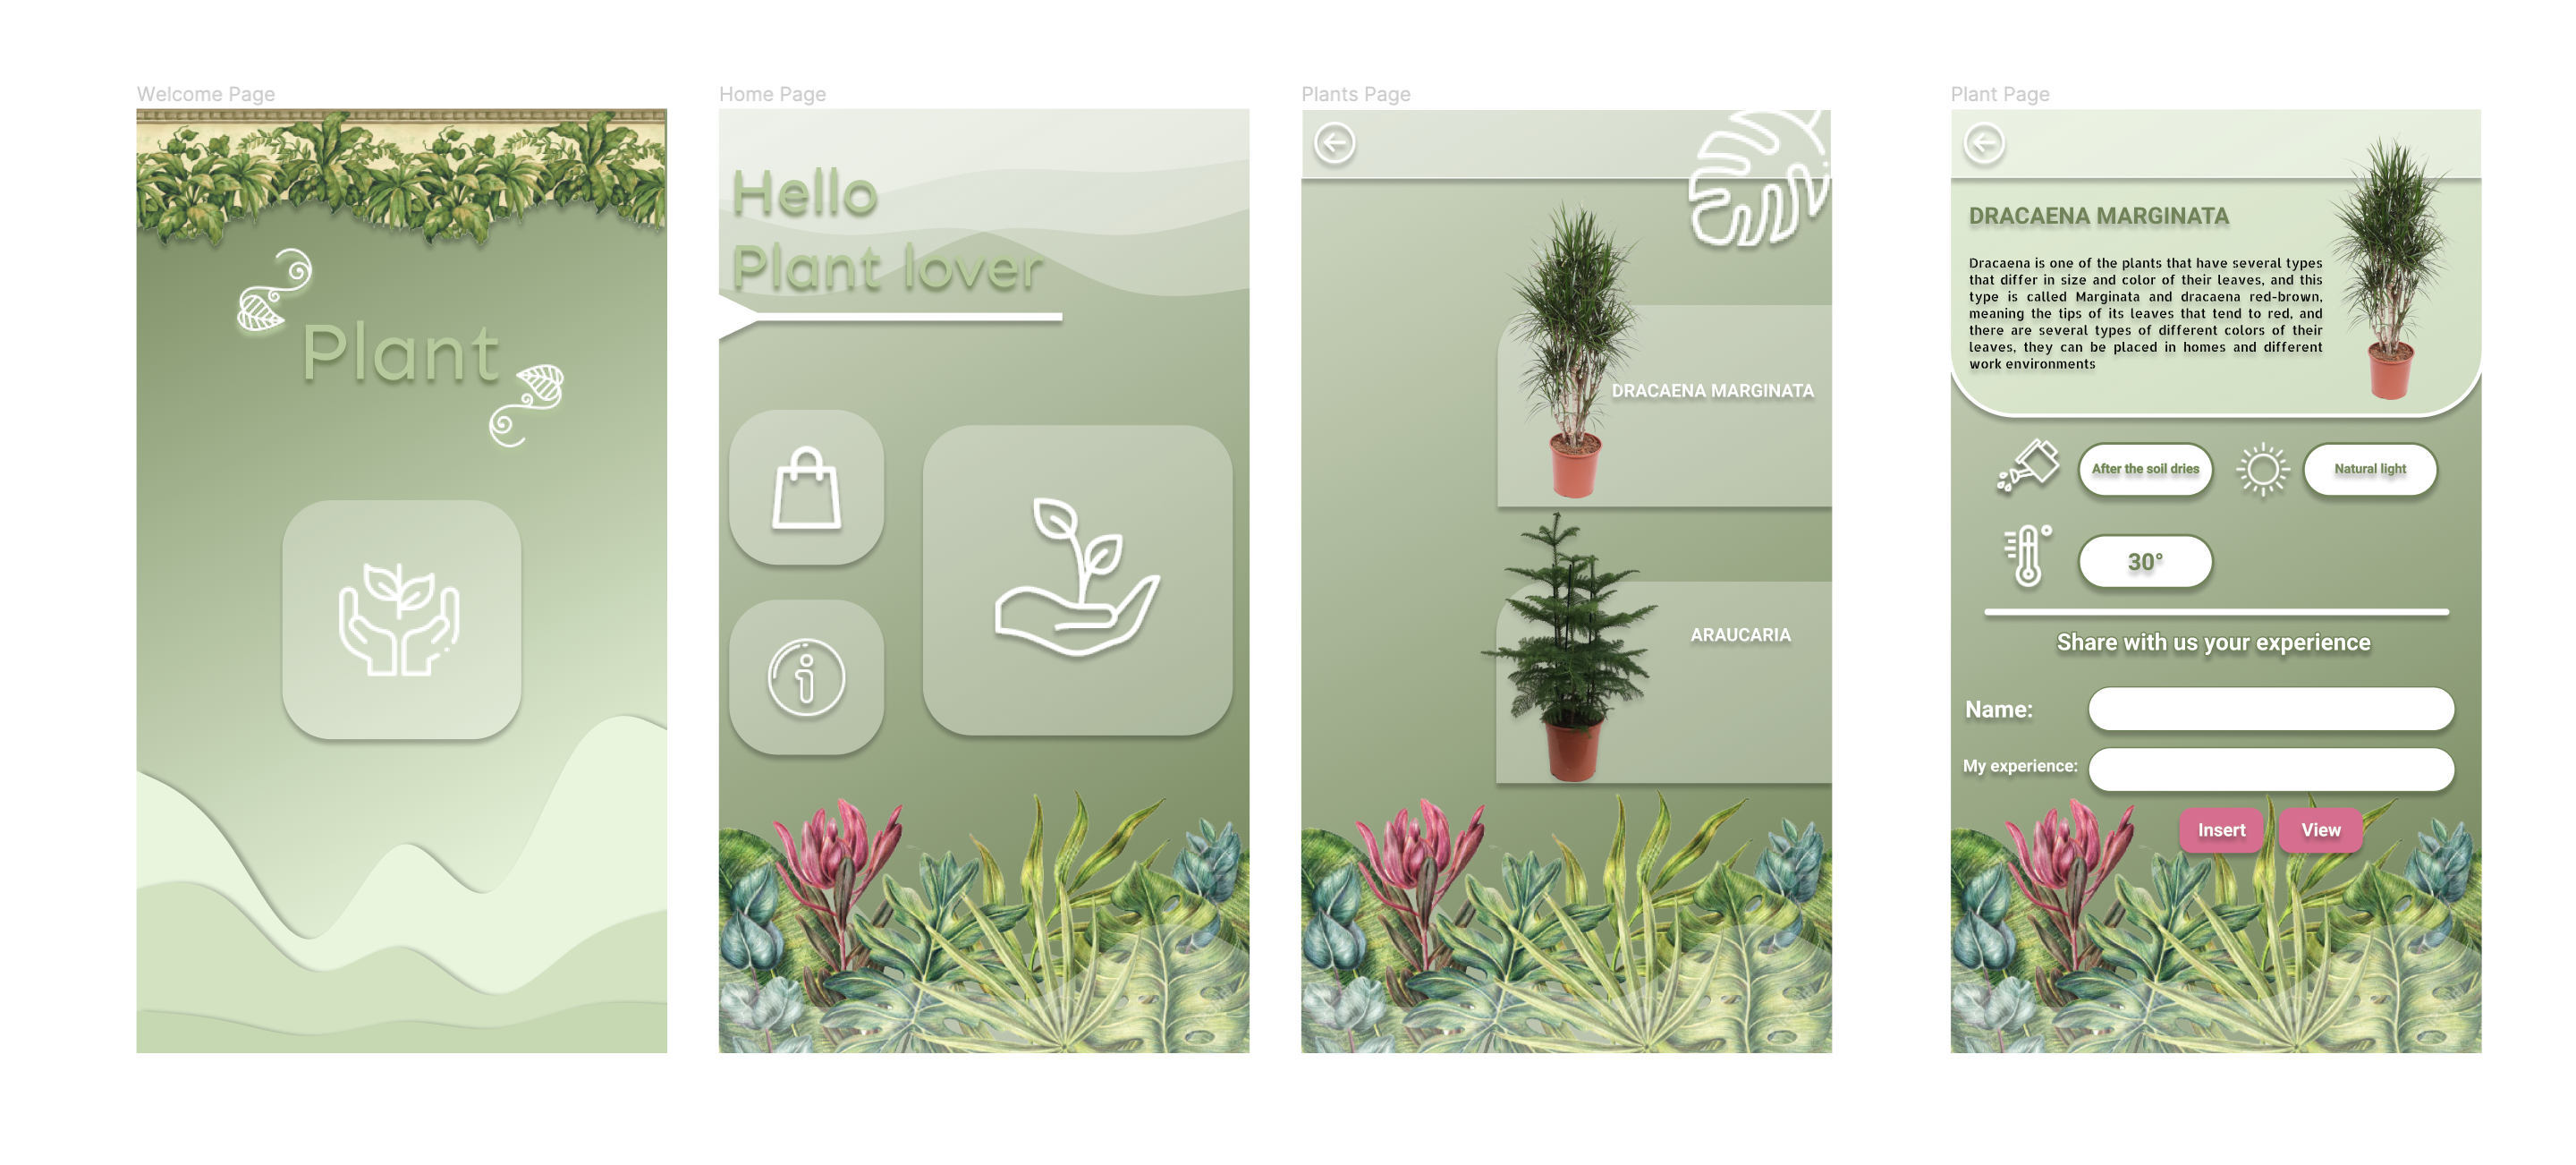 Welcome Page
Plant
Home Page
Hello
Plant lover
Plants Page
DRACAENA MARGINATA
ARAUCARIA
Plant Page
DRACAENA MARGINATA
Dracaena is one of the plants that have several types
that differ in size and color of their leaves, and this
type is called Marginata and dracaena red-brown,
meaning the tips of its leaves that tend to red, and
there are several types of different colors of their
leaves, they can be placed in homes and different
work environments
After the soil dries
Natural light
30°
Share with us your experience
Name:
My experience:
Insert
View